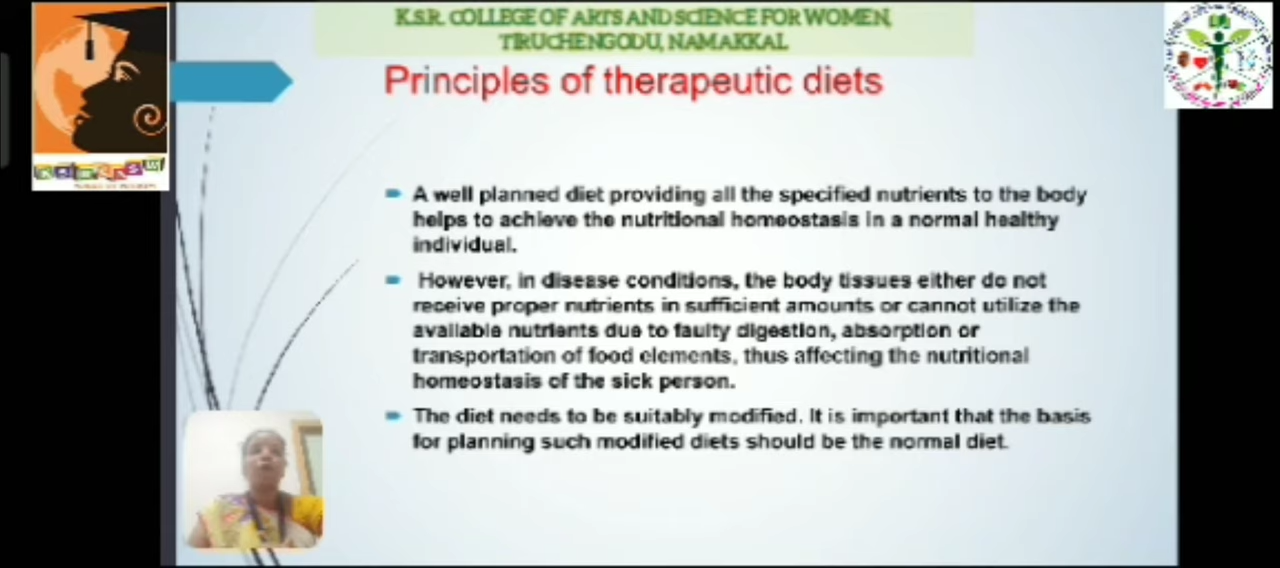 K.S.R. COLLEGE OF ARTS AND SCIENCE FOR WOMEN,
TIRUCHENGODU, NAMAKKAL
Principles of therapeutic diets
A well planned diet providing all the specified nutrients to the body
helps to achieve the nutritional homeostasis in a normal healthy
individual.
However, in disease conditions, the body tissues either do not
receive proper nutrients in sufficient amounts or cannot utilize the
available nutrients due to faulty digestion, absorption or
transportation of food elements, thus affecting the nutritional
homeostasis of the sick person.
The diet needs to be suitably modified. It is important that the basis
for planning such modified diets should be the normal diet.